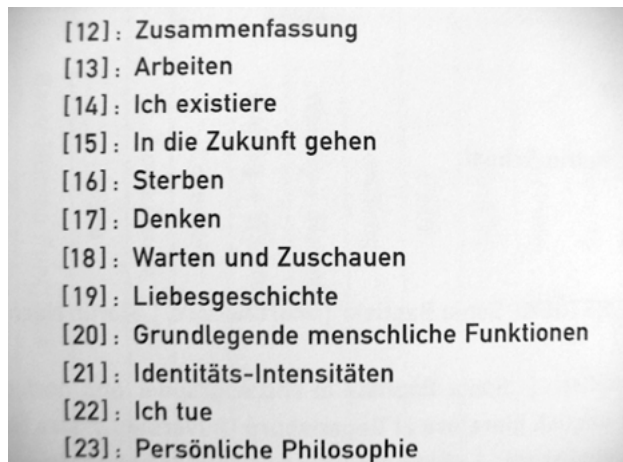 [12]: Zusammenfassung
[13]: Arbeiten
[14]: Ich existiere
[15]: In die Zukunft gehen
[16]: Sterben
[17]: Denken
[18]: Warten und Zuschauen
[19]: Liebesgeschichte
[20]: Grundlegende menschliche Funktionen
[21]: Identitäts-Intensitäten
[22]: Ich tue
[23]: Persönliche Philosophie